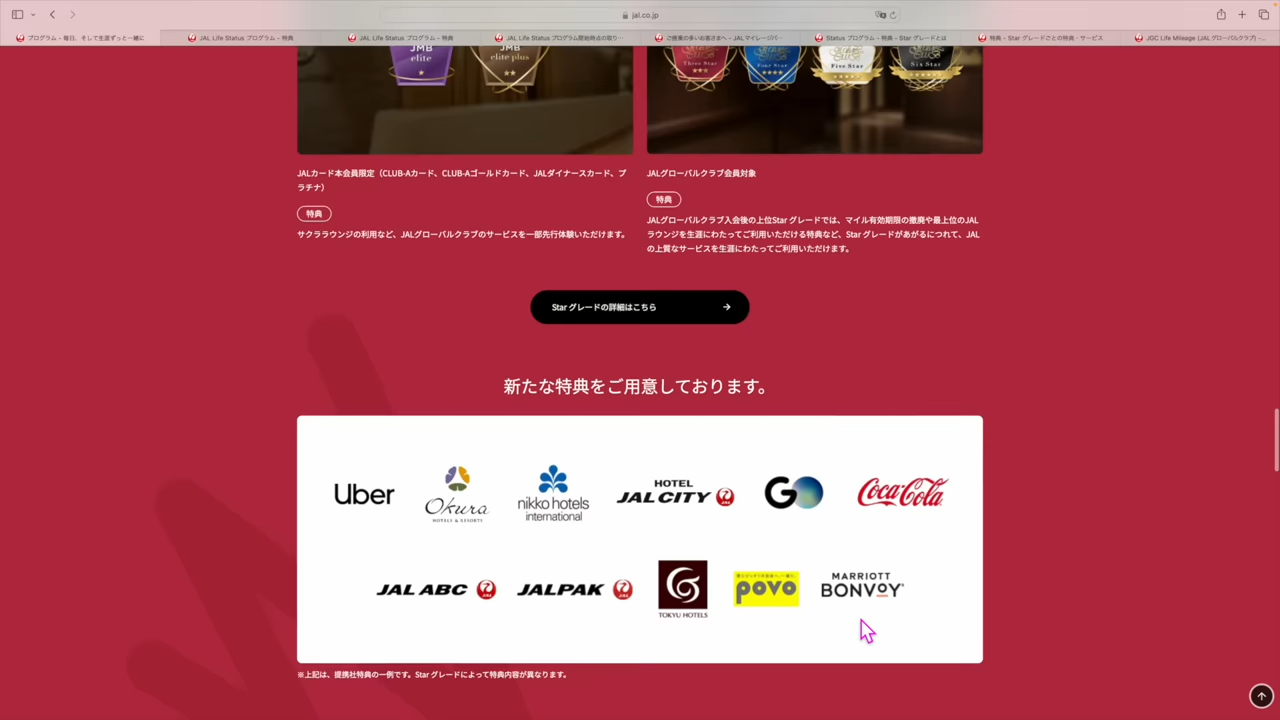 jal.co.jp
プログラム - 毎日、そして生涯ずっと一緒に
JAL Life Status プログラム - 特典
JAL Life Status プログラム - 特典
JAL Life Status プログラム開始時点の取り…
ご搭乗の多いお客さまへ - JALマイレージバ…
Status プログラム - Star グレードとは
特典 - Star グレードごとの特典・サービス
JGC Life Mileage (JAL グローバルクラブ) -…
JMB
elite
JMB
elite plus
Three Star
Four Star
Five Star
Six Star
JALカード本会員限定（CLUB-Aカード、CLUB-Aゴールドカード、JALダイナースカード、プ
ラチナ）
特典
サクララウンジの利用など、JALグローバルクラブのサービスを一部先行体験いただけます。
JALグローバルクラブ会員対象
特典
JALグローバルクラブ入会後の上位Star グレードでは、マイル有効期限の撤廃や最上位のJAL
ラウンジを生涯にわたってご利用いただける特典など、Star グレードがあがるにつれて、JAL
の上質なサービスを生涯にわたってご利用いただけます。
Star グレードの詳細はこちら
新たな特典をご用意しております。
Uber
Okura
HOTELS & RESORTS
nikko hotels
international
HOTEL
JAL CITY
GO
Coca-Cola
JAL ABC
JALPAK
TOKYU HOTELS
povo
MARRIOTT
BONVOY
※上記は、提携社特典の一例です。Star グレードによって特典内容が異なります。